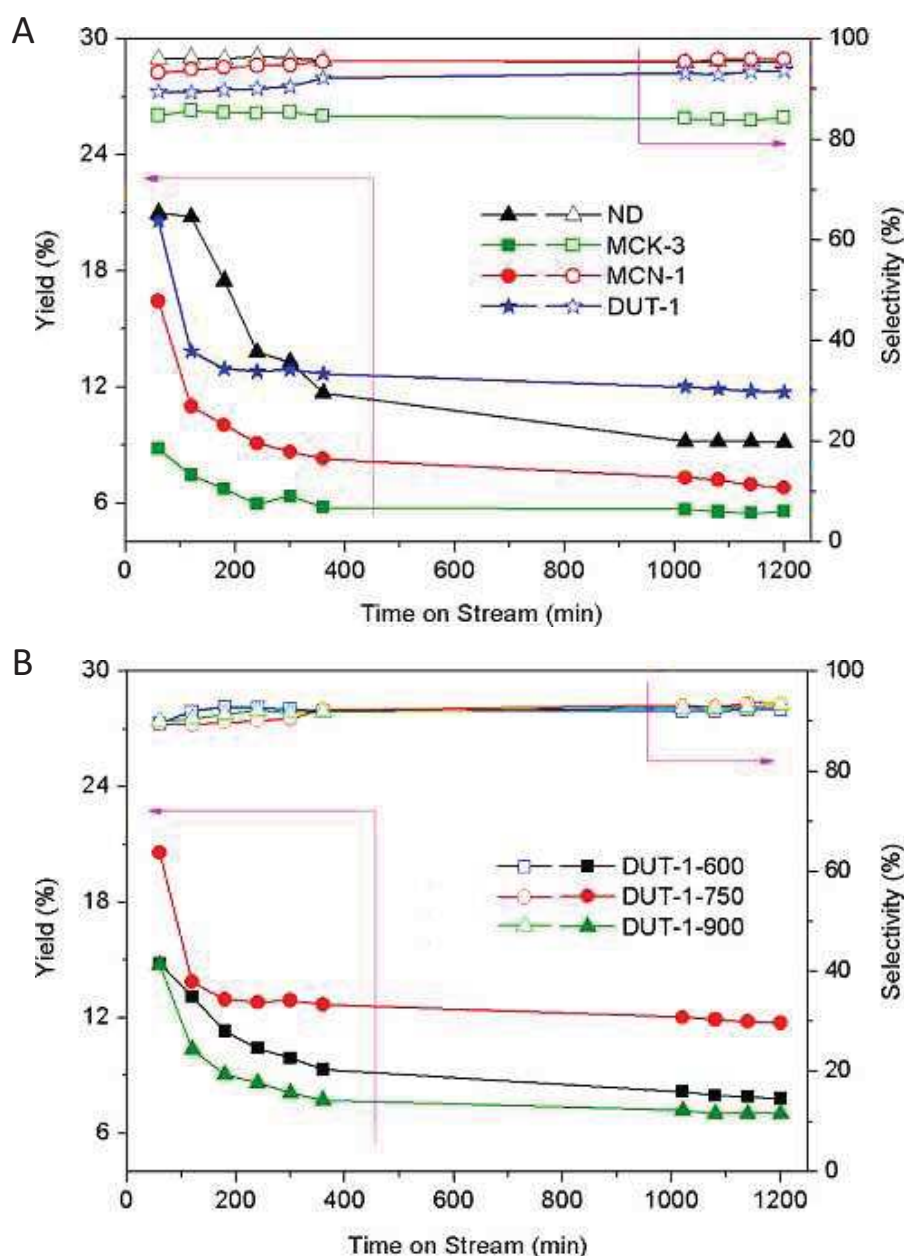 A
30
24
18
12
6
Yield (%)
100
80
60
40
20
0
Selectivity (%)
ND
MCK-3
MCN-1
DUT-1
0 200 400 600 800 1000 1200
Time on Stream (min)
B
30
24
18
12
6
Yield (%)
100
80
60
40
20
0
Selectivity (%)
DUT-1-600
DUT-1-750
DUT-1-900
0 200 400 600 800 1000 1200
Time on Stream (min)